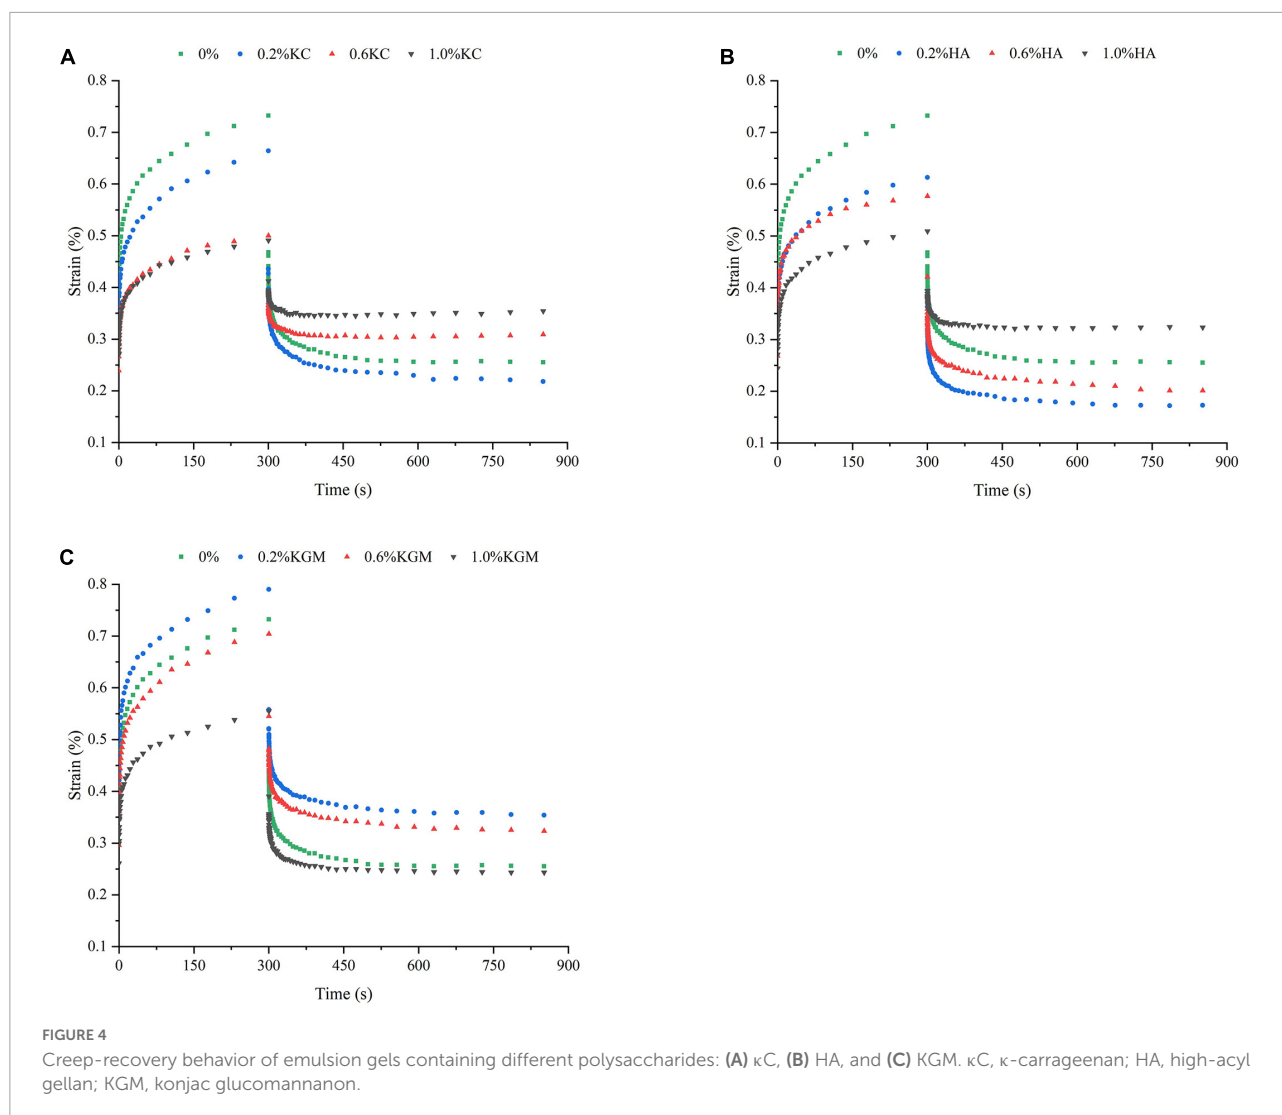 A
0% 0.2%KC 0.6KC 1.0%KC
0.8
0.7
0.6
0.5
0.4
0.3
0.2
0.1
Strain (%)
0 150 300 450 600 750 900
Time (s)
B
0% 0.2%HA 0.6%HA 1.0%HA
0.8
0.7
0.6
0.5
0.4
0.3
0.2
0.1
Strain (%)
0 150 300 450 600 750 900
Time (s)
C
0% 0.2%KGM 0.6%KGM 1.0%KGM
0.8
0.7
0.6
0.5
0.4
0.3
0.2
0.1
Strain (%)
0 150 300 450 600 750 900
Time (s)
FIGURE 4
Creep-recovery behavior of emulsion gels containing different polysaccharides: (A) κC, (B) HA, and (C) KGM. κC, κ-carrageenan; HA, high-acyl
gellan; KGM, konjac glucomannanon.